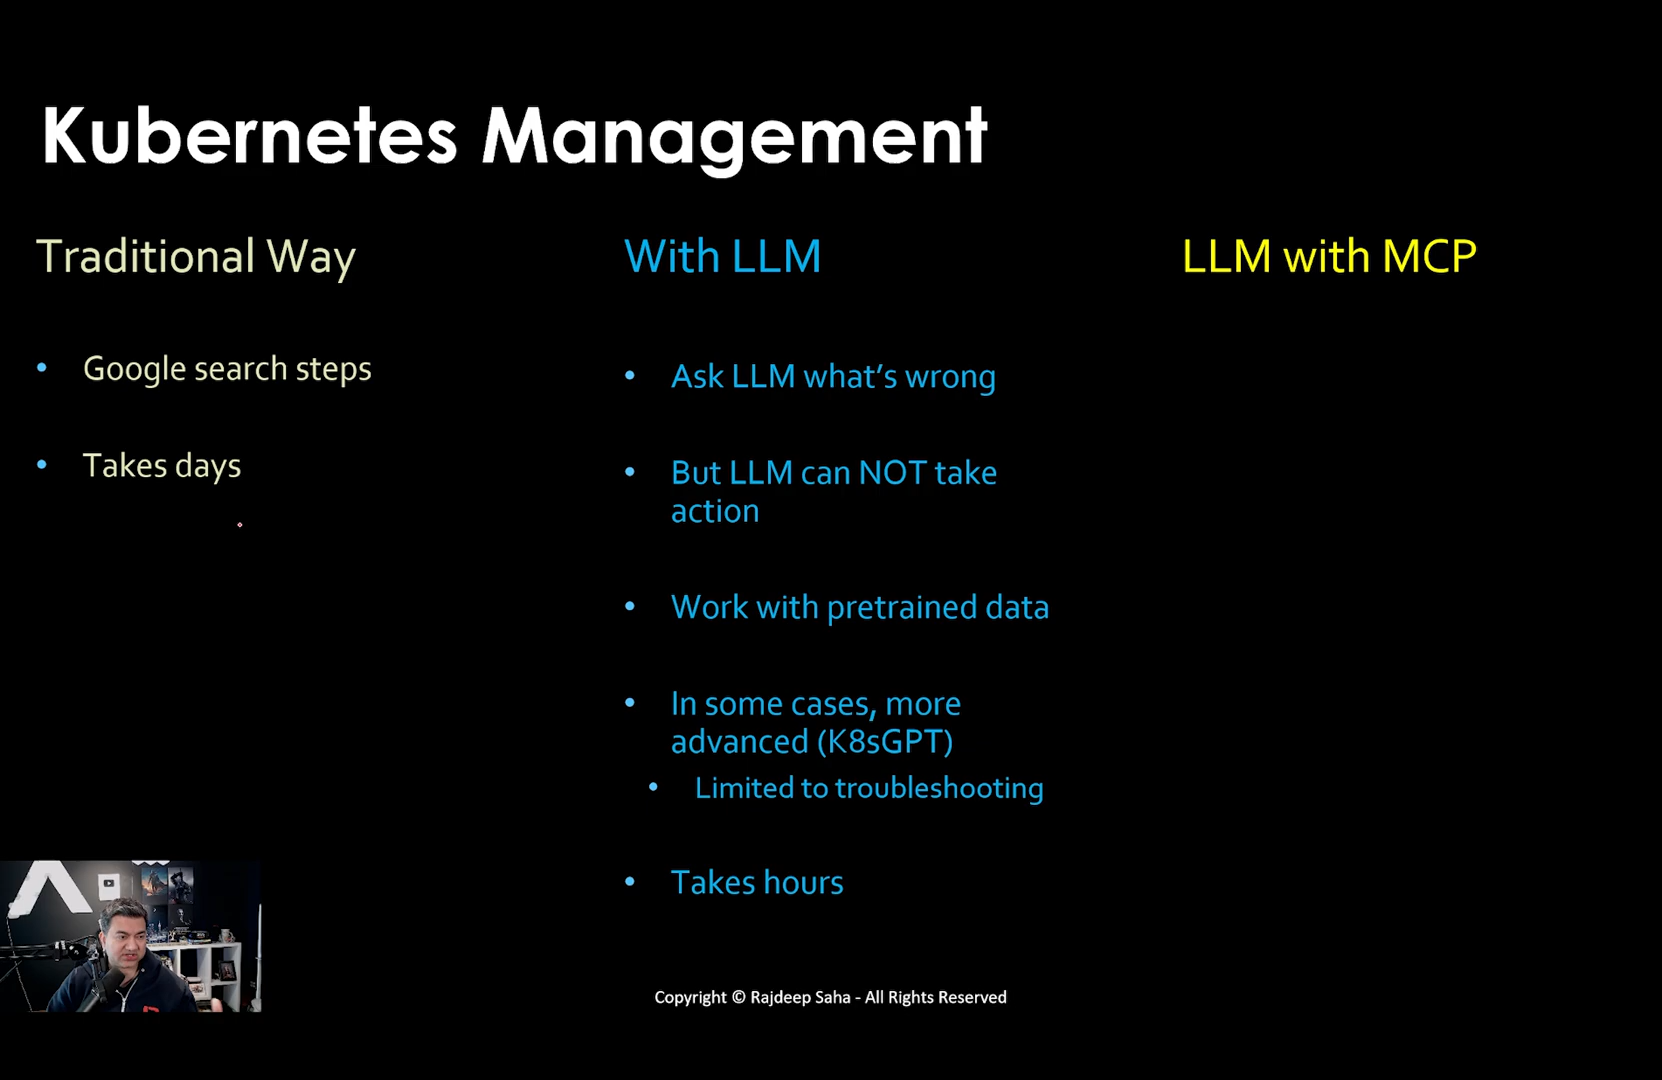 Kubernetes Management
Traditional Way
Google search steps
Takes days
With LLM
Ask LLM what's wrong
But LLM can NOT take
action
Work with pretrained data
In some cases, more
advanced (K8sGPT)
Limited to troubleshooting
Takes hours
LLM with MCP
Copyright © Rajdeep Saha - All Rights Reserved